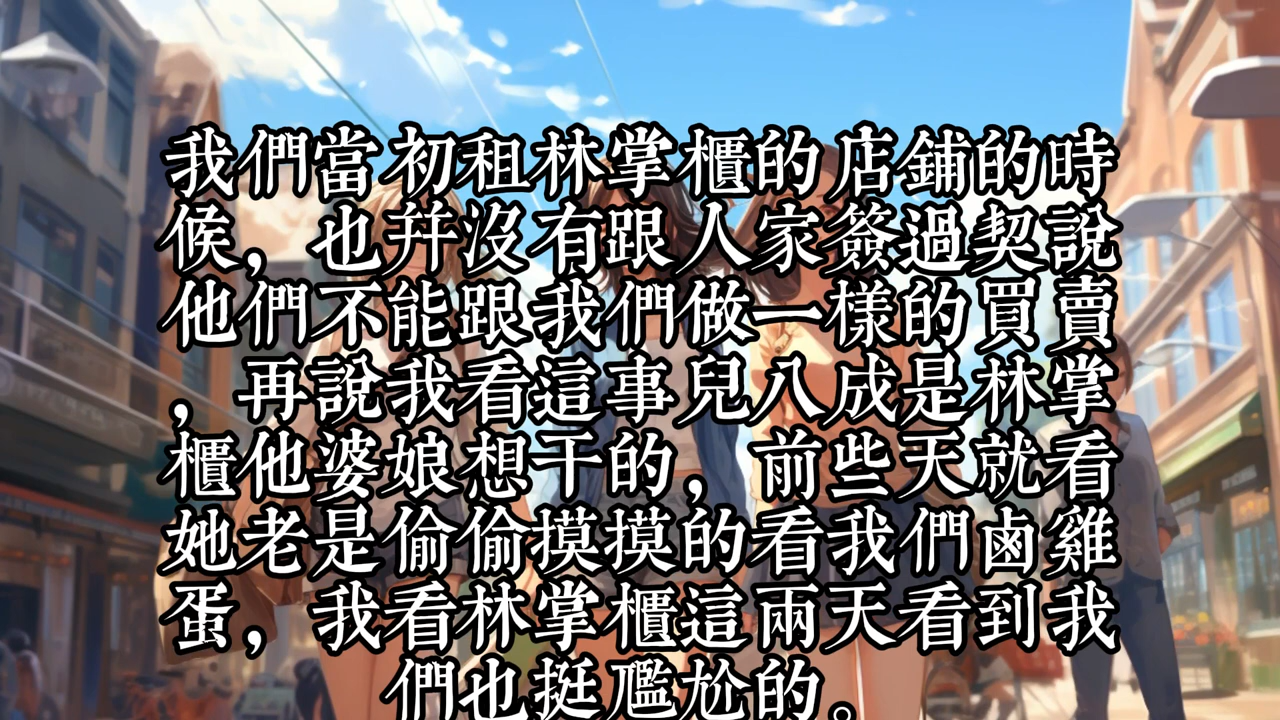 我們當初租林掌櫃的店鋪的時
候，也幷沒有跟人家簽過契說
他們不能跟我們做一樣的買賣
，再說我看這事兒八成是林掌
櫃他婆娘想干的，前些天就看
她老是偷偷摸摸的看我們鹵雞
蛋，我看林掌櫃這兩天看到我
們也挺尷尬的。